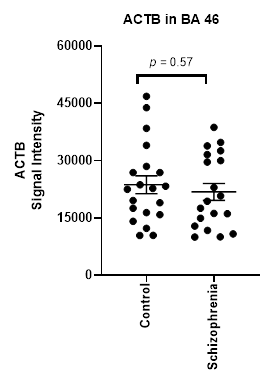 ACTB in BA 46
p = 0.57
60000
45000
30000
15000
0
ACTB
Signal Intensity
Control
Schizophrenia